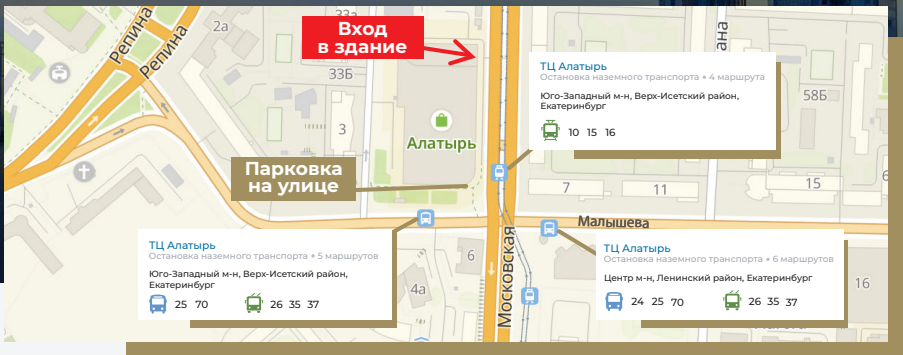 Репина
Репина
2а
Вход
в здание
33Б
3
Алатырь
Парковка
на улице
ТЦ Алатырь
Остановка наземного транспорта • 4 маршрута
Юго-Западный м-н, Верх-Исетский район,
Екатеринбург
10 15 16
ана
58Б
7
11
15
6
Малышева
Московская
6
4а
16
ТЦ Алатырь
Остановка наземного транспорта • 5 маршрутов
Юго-Западный м-н, Верх-Исетский район,
Екатеринбург
25 70 26 35 37
ТЦ Алатырь
Остановка наземного транспорта • 6 маршрутов
Центр м-н, Ленинский район, Екатеринбург
24 25 70 26 35 37